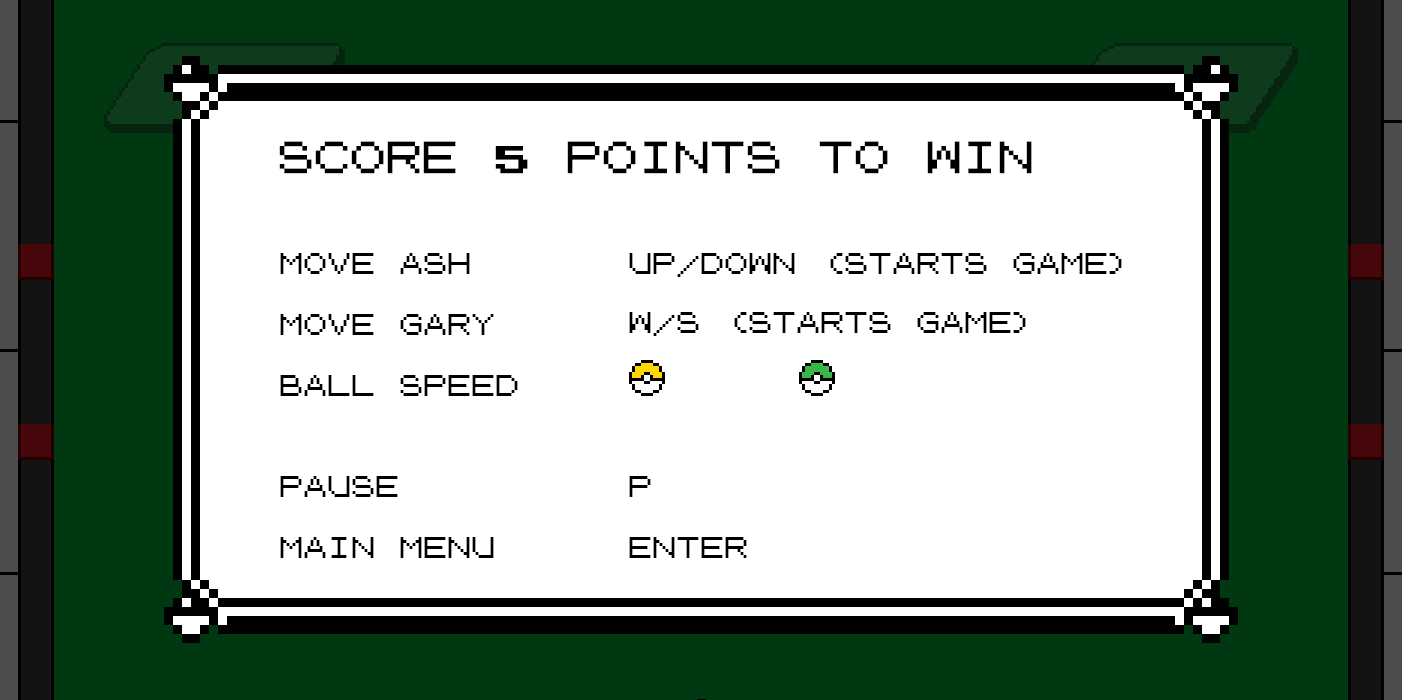 SCORE 5 POINTS TO WIN
MOVE ASH UP/DOWN (STARTS GAME)
MOVE GARY W/S (STARTS GAME)
BALL SPEED
PAUSE P
MAIN MENU ENTER